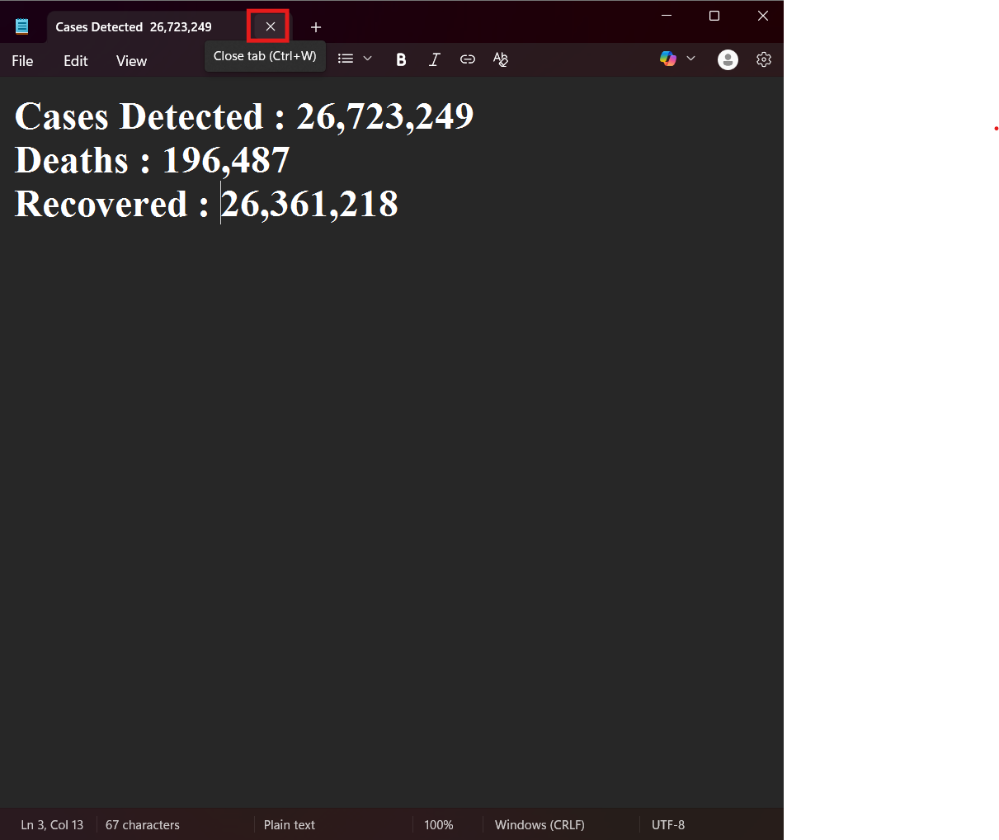 Cases Detected  26,723,249
Close tab (Ctrl+W)
File Edit View
Cases Detected : 26,723,249
Deaths : 196,487
Recovered : 26,361,218
Ln 3, Col 13 67 characters Plain text 100% Windows (CRLF) UTF-8